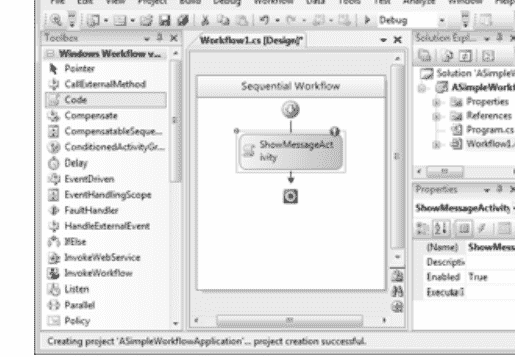 File Edit View Project Build Debug Workflow Data Tools Test Analyze Window Help
Debug
Toolbox
Windows Workflow v...
Pointer
CallExternalMethod
Code
Compensate
CompensatableSeque...
ConditionedActivityGr...
Delay
EventDriven
EventHandlingScope
FaultHandler
HandleExternalEvent
IfElse
InvokeWebService
InvokeWorkflow
Listen
Parallel
Policy
Workflow1.cs [Design]*
Sequential Workflow
ShowMessageAct
ivity
Solution Expl...
Solution 'ASimpleW
ASimpleWorkf
Properties
References
Program.cs
Workflow1.
Properties
ShowMessageActivity
(Name) ShowMess
Descripti
Enabled True
Creating project 'ASimpleWorkflowApplication'... project creation successful.